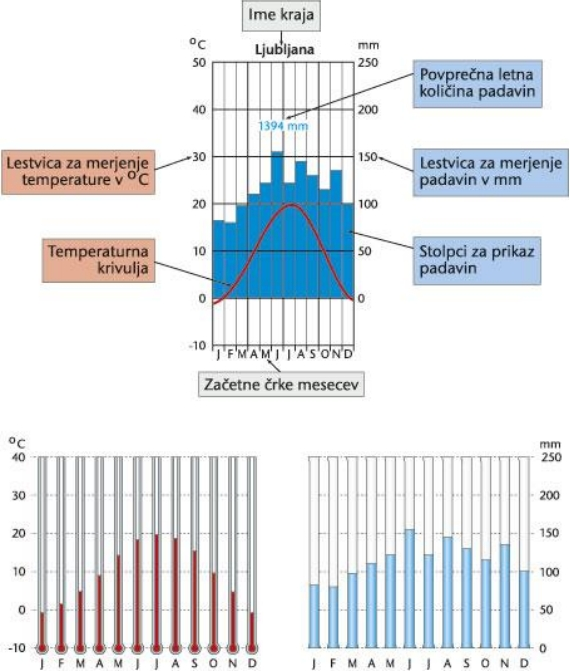 Ime kraja
°C
Ljubljana
mm
50
250
Povprečna letna
količina padavin
40
200
1394 mm
Lestvica za merjenje
temperature v °C
30
150
Lestvica za merjenje
padavin v mm
20
100
Temperaturna
krivulja
10
50
Stolpci za prikaz
padavin
0
0
-10
J F M A M J J A S O N D
Začetne črke mesecev
°C
40
30
20
10
0
-10
J F M A M J J A S O N D
mm
250
200
150
100
50
0
J F M A M J J A S O N D